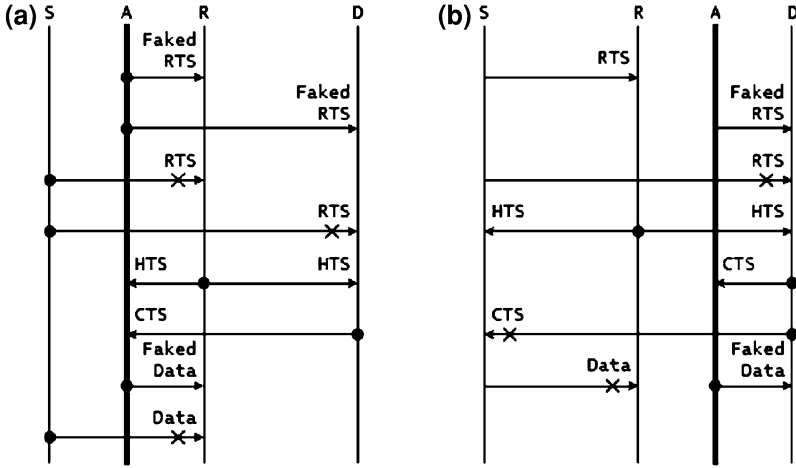 (a)
S A R D
Faked
RTS
Faked
RTS
RTS
RTS
HTS HTS
CTS
Faked
Data
Data
(b)
S R A D
RTS
Faked
RTS
RTS
HTS HTS
CTS
CTS
Data
Faked
Data